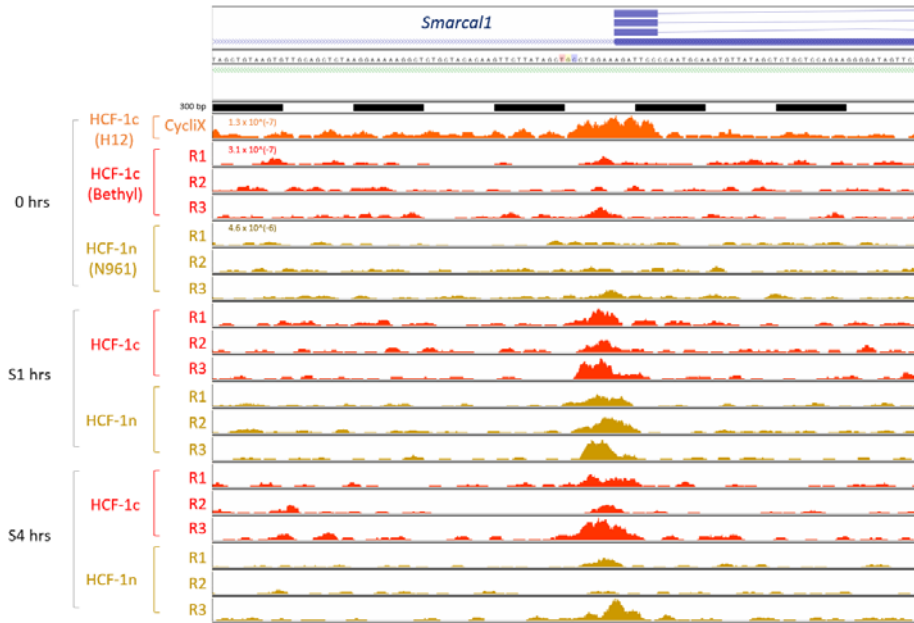 Smarcal1
TAGCTGTAAGTGTTGCAGCTCTAAGGAAAAAGGCTCTGCTACACAAGTTCTTATAGCTGCCTGGAAAGATTCCCCAATGCAAGTGTTATAGCTCTGCTCCAGAAGGGGATAGTTC
300 bp
0 hrs
HCF-1c
(H12)
CycliX
1.3 x 10^(-7)
HCF-1c
(Bethyl)
R1
3.1 x 10^(-7)
R2
R3
HCF-1n
(N961)
R1
4.6 x 10^(-6)
R2
R3
S1 hrs
HCF-1c
R1
R2
R3
HCF-1n
R1
R2
R3
S4 hrs
HCF-1c
R1
R2
R3
HCF-1n
R1
R2
R3